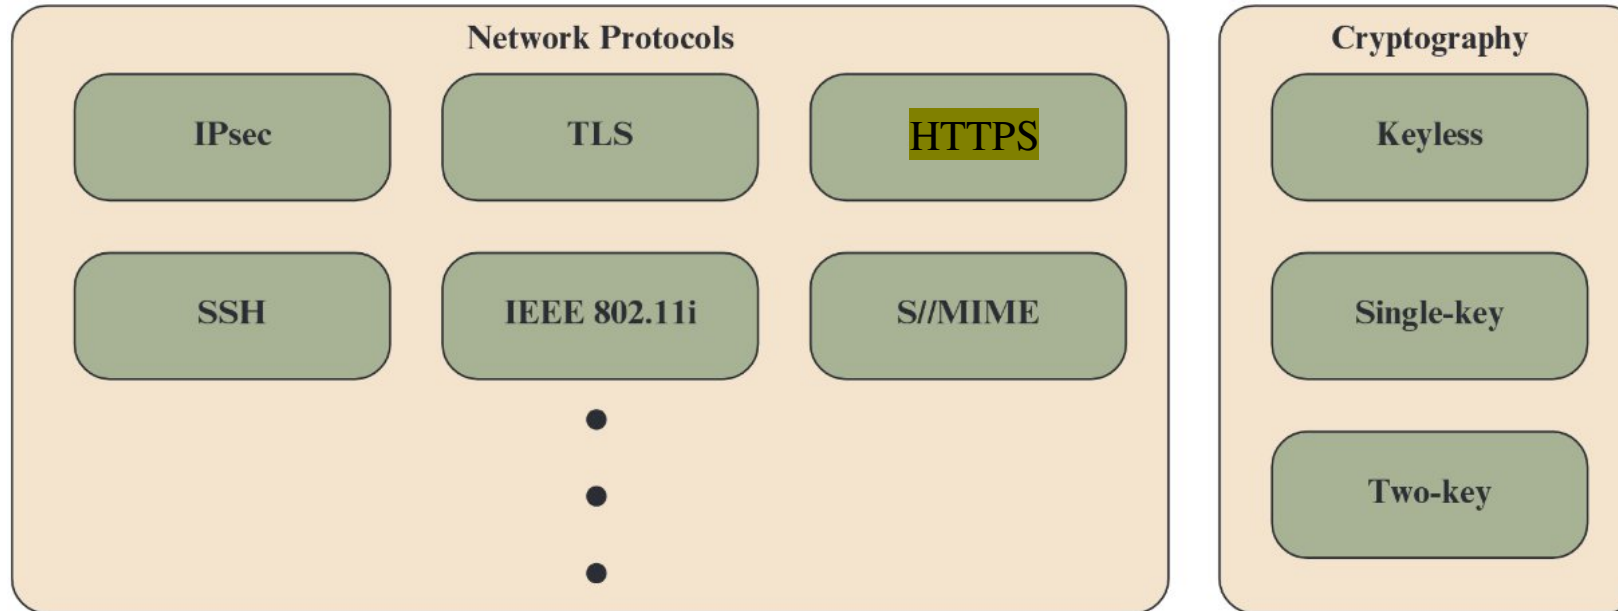 Network Protocols
IPsec
TLS
HTTPS
SSH
IEEE 802.11i
S//MIME
Cryptography
Keyless
Single-key
Two-key